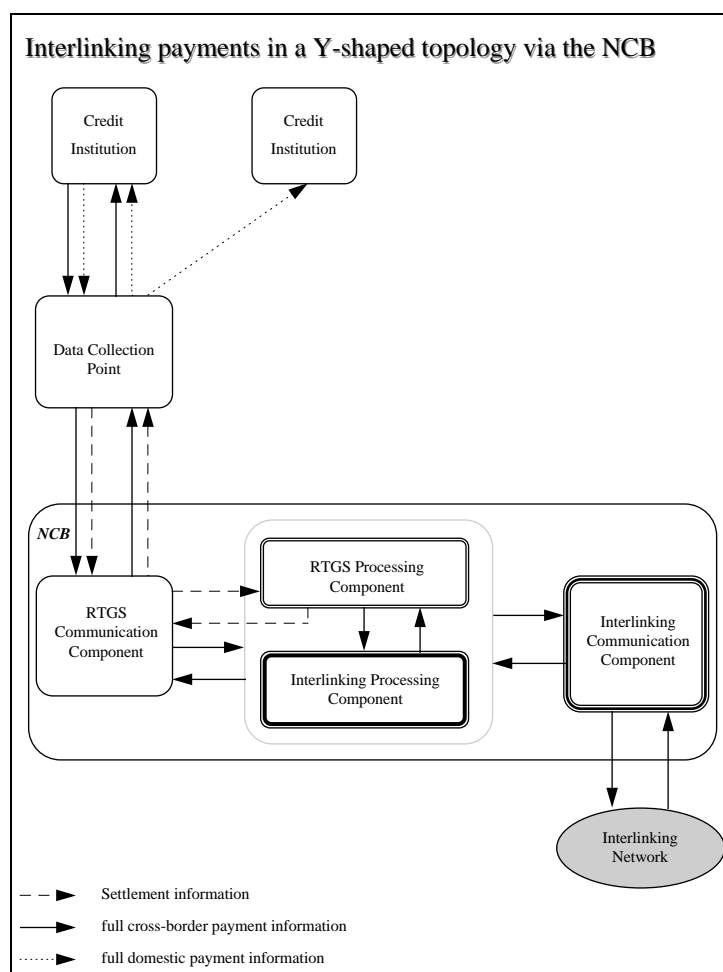 Interlinking payments in a Y-shaped topology via the NCB
Credit
Institution
Credit
Institution
Data Collection
Point
NCB
RTGS
Communication
Component
RTGS Processing
Component
Interlinking Processing
Component
Interlinking
Communication
Component
Interlinking
Network
Settlement information
full cross-border payment information
full domestic payment information